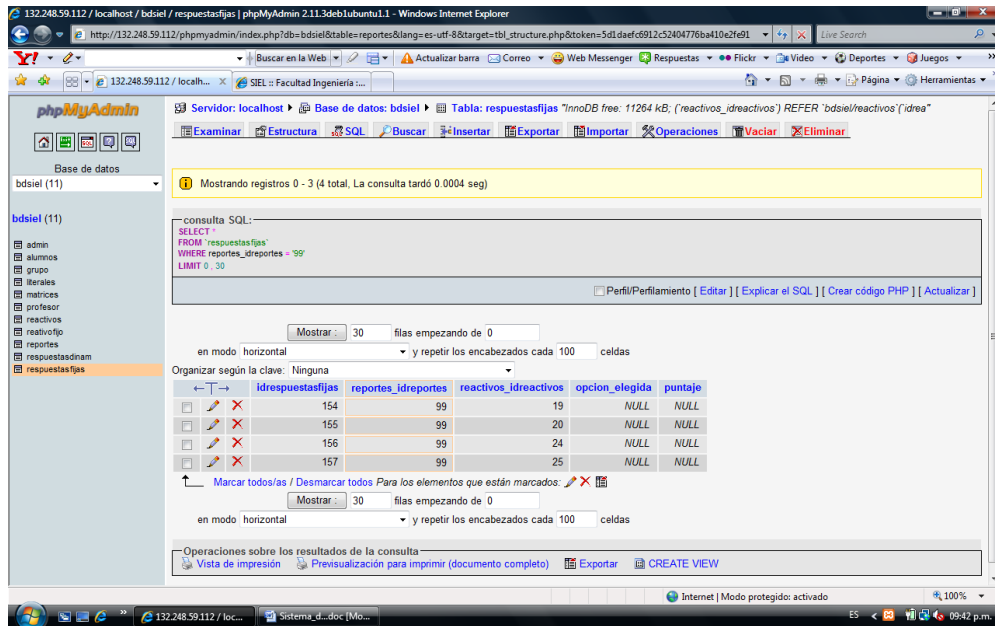 132.248.59.112 / localhost / bdsiel / respuestasfijas | phpMyAdmin 2.11.3deb1ubuntu1.1 - Windows Internet Explorer
http://132.248.59.112/phpmyadmin/index.php?db=bdsiel&table=reportes&lang=es-utf-8&target=tbl_structure.php&token=5d1daefc6912c52404776ba410e2fe91 Live Search
Y! Buscar en la Web Actualizar barra Correo Web Messenger Respuestas Flickr Video Deportes Juegos
132.248.59.112 / localh... SIEL :: Facultad Ingeniería :... Página Herramientas
phpMyAdmin
Base de datos
bdsiel (11)
bdsiel (11)
admin
alumnos
grupo
literales
matrices
profesor
reactivos
reativofijo
reportes
respuestasdinam
respuestasfijas
Servidor: localhost Base de datos: bdsiel Tabla: respuestasfijas "InnoDB free: 11264 kB; (`reactivos_idreactivos`) REFER `bdsiel/reactivos`(`idrea"
Examinar Estructura SQL Buscar Insertar Exportar Importar Operaciones Vaciar Eliminar
Mostrando registros 0 - 3 (4 total, La consulta tardó 0.0004 seg)
consulta SQL:
SELECT *
FROM `respuestasfijas`
WHERE reportes_idreportes = '99'
LIMIT 0 , 30
Perfil/Perfilamiento [ Editar ] [ Explicar el SQL ] [ Crear código PHP ] [ Actualizar ]
Mostrar : 30 filas empezando de 0
en modo horizontal y repetir los encabezados cada 100 celdas
Organizar según la clave: Ninguna
←T→ idrespuestasfijas reportes_idreportes reactivos_idreactivos opcion_elegida puntaje
154 99 19 NULL NULL
155 99 20 NULL NULL
156 99 24 NULL NULL
157 99 25 NULL NULL
Marcar todos/as / Desmarcar todos Para los elementos que están marcados:
Mostrar : 30 filas empezando de 0
en modo horizontal y repetir los encabezados cada 100 celdas
Operaciones sobre los resultados de la consulta
Vista de impresión Previsualización para imprimir (documento completo) Exportar CREATE VIEW
Internet | Modo protegido: activado 100%
132.248.59.112 / loc... Sistema_d...doc [Mo... ES 09:42 p.m.